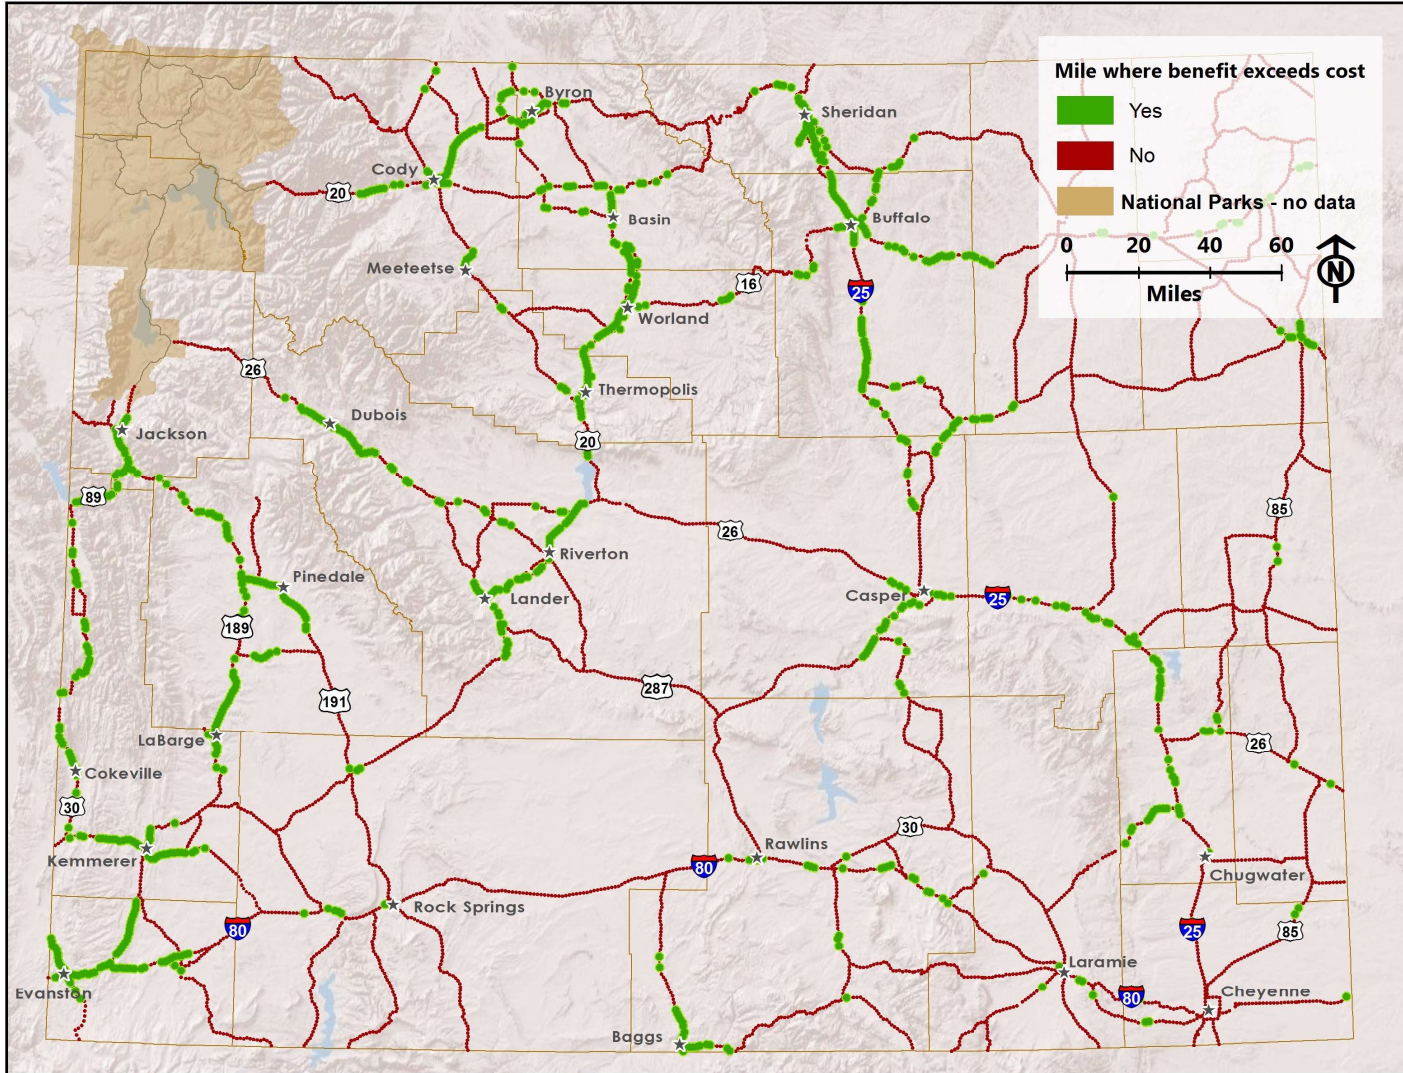 Mile where benefit exceeds cost
Yes
No
National Parks - no data
0 20 40 60
Miles
N
Byron
Sheridan
Cody
20
Basin
Buffalo
Meeteetse
16
25
Worland
26
Thermopolis
Dubois
Jackson
20
89
85
26
Riverton
Pinedale
Casper
25
Lander
189
287
191
LaBarge
26
Cokeville
30
30
Rawlins
Kemmerer
80
Chugwater
Rock Springs
80
25
85
Laramie
Evanston
80
Cheyenne
Baggs